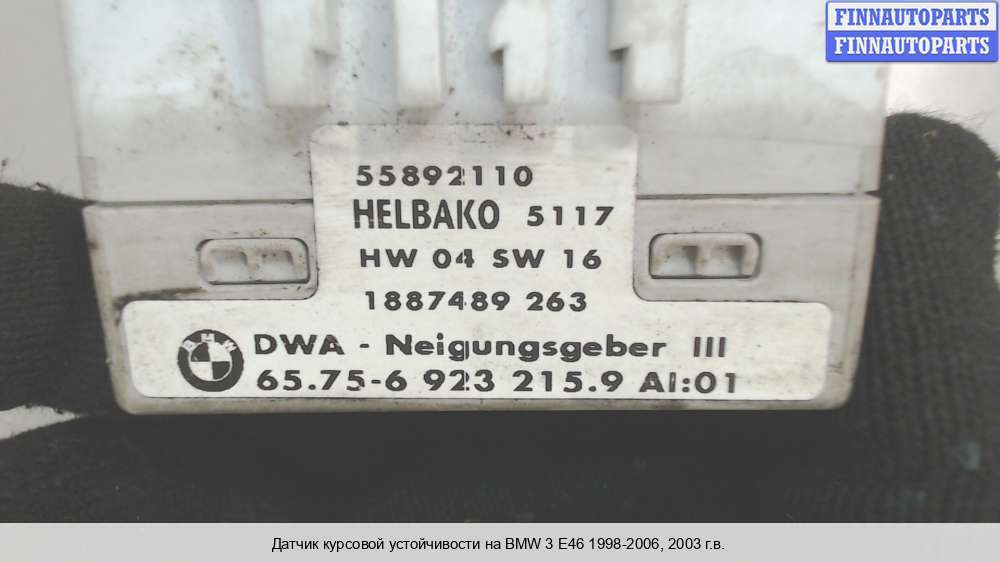 FINNAUTOPARTS
FINNAUTOPARTS
55892110
HELBAKO 5117
HW 04 SW 16
1887489 263
BMW
DWA - Neigungsgeber III
65.75-6 923 215.9 AI:01
Датчик курсовой устойчивости на BMW 3 E46 1998-2006, 2003 г.в.